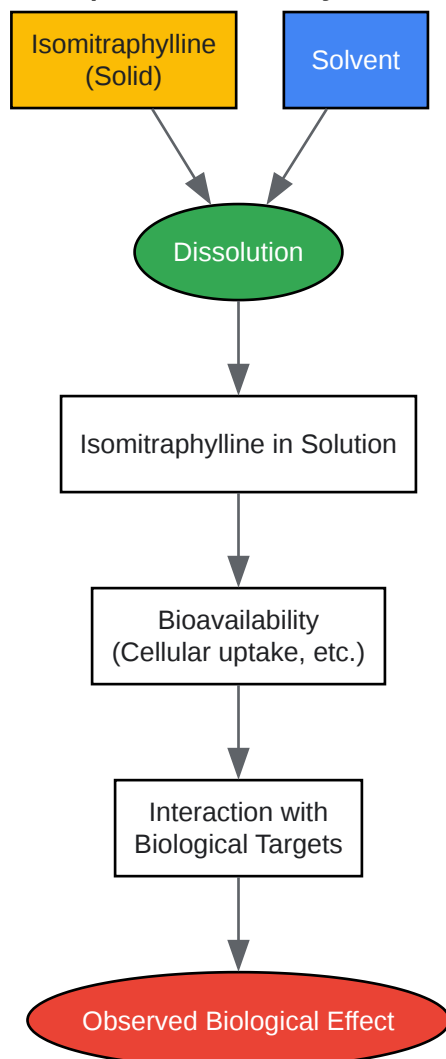 Isomitraphylline
(Solid)
Solvent
Dissolution
Isomitraphylline in Solution
Bioavailability
(Cellular uptake, etc.)
Interaction with
Biological Targets
Observed Biological Effect